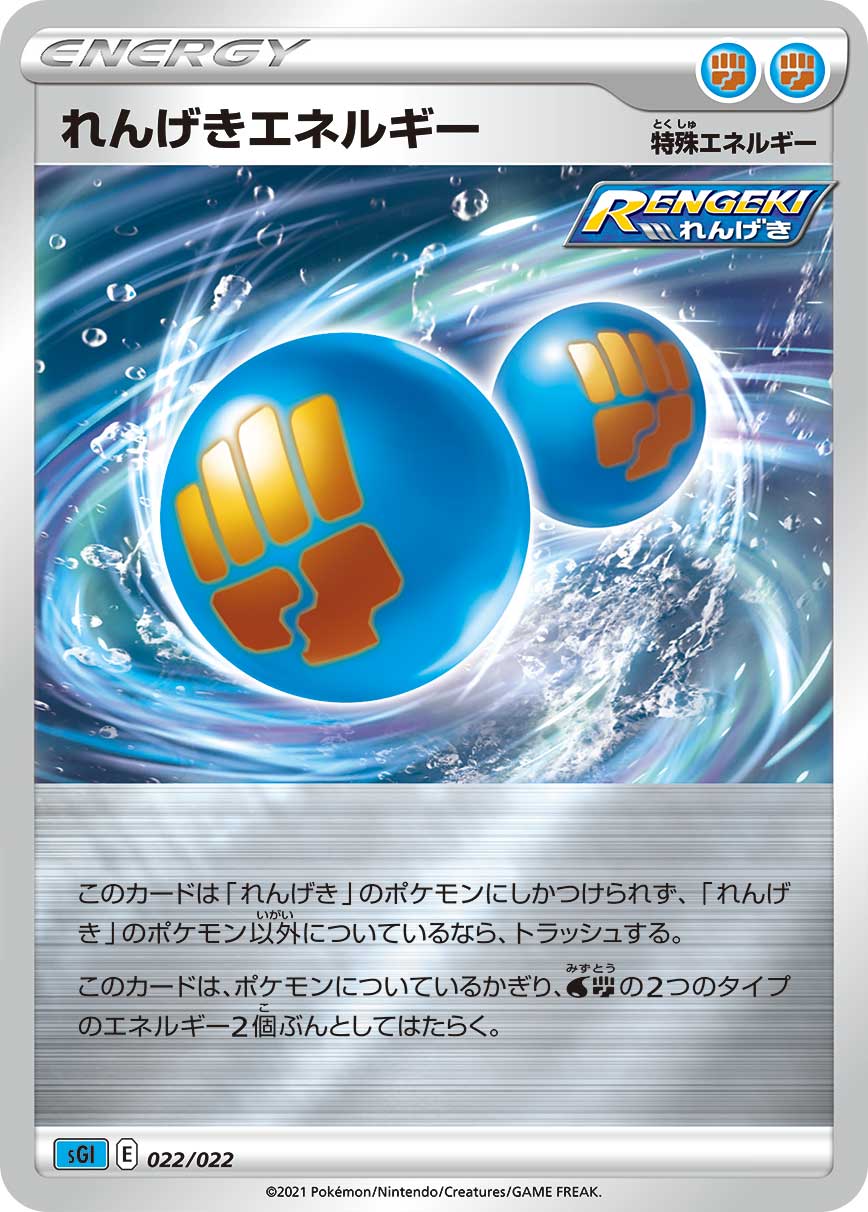 ENERGY
れんげきエネルギー
とくしゅ
特殊エネルギー
RENGEKI
れんげき
このカードは「れんげき」のポケモンにしかつけられず、「れんげ
いがい
き」のポケモン以外についているなら、トラッシュする。
みずとう
このカードは、ポケモンについているかぎり、の2つのタイプ
こ
のエネルギー2個ぶんとしてはたらく。
sGI E 022/022
©2021 Pokémon/Nintendo/Creatures/GAME FREAK.